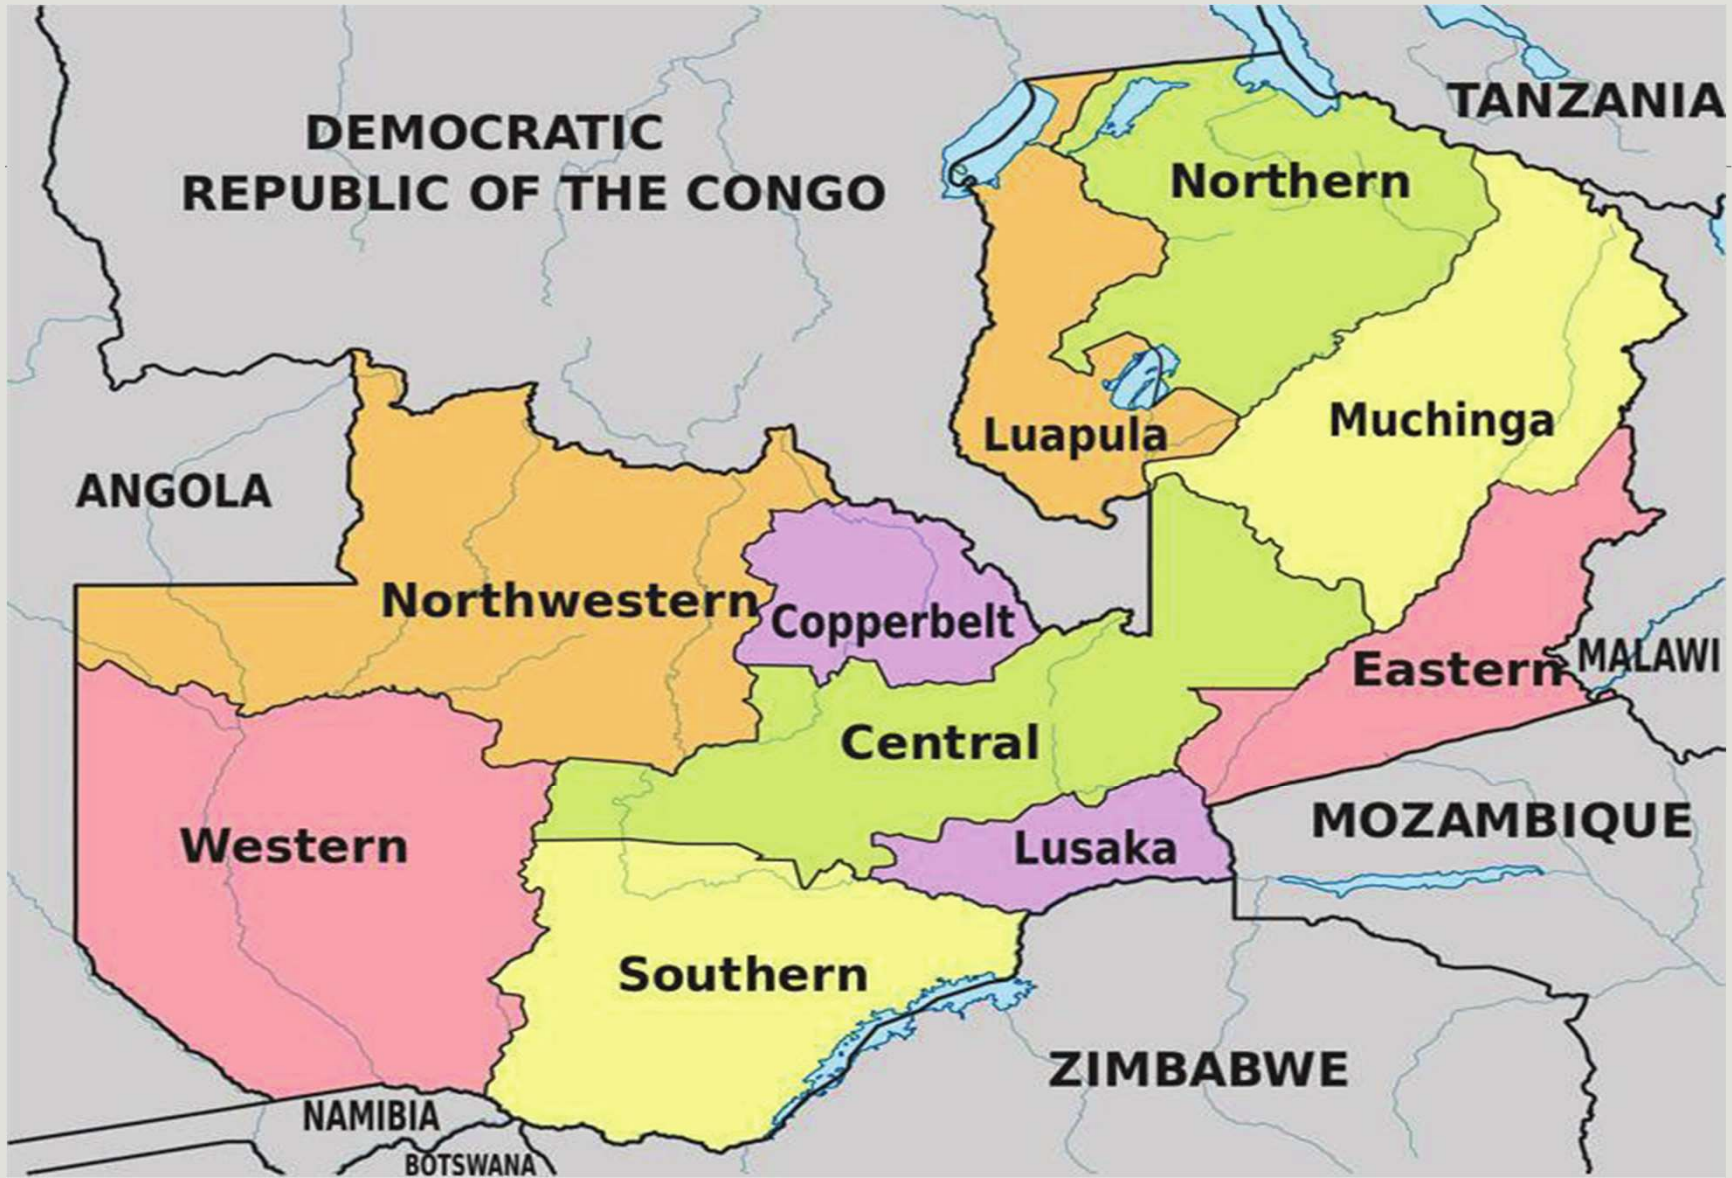 TANZANIA
DEMOCRATIC
REPUBLIC OF THE CONGO
Northern
Luapula
Muchinga
ANGOLA
Northwestern
Copperbelt
Eastern
MALAWI
Central
Western
Lusaka
MOZAMBIQUE
Southern
ZIMBABWE
NAMIBIA
BOTSWANA